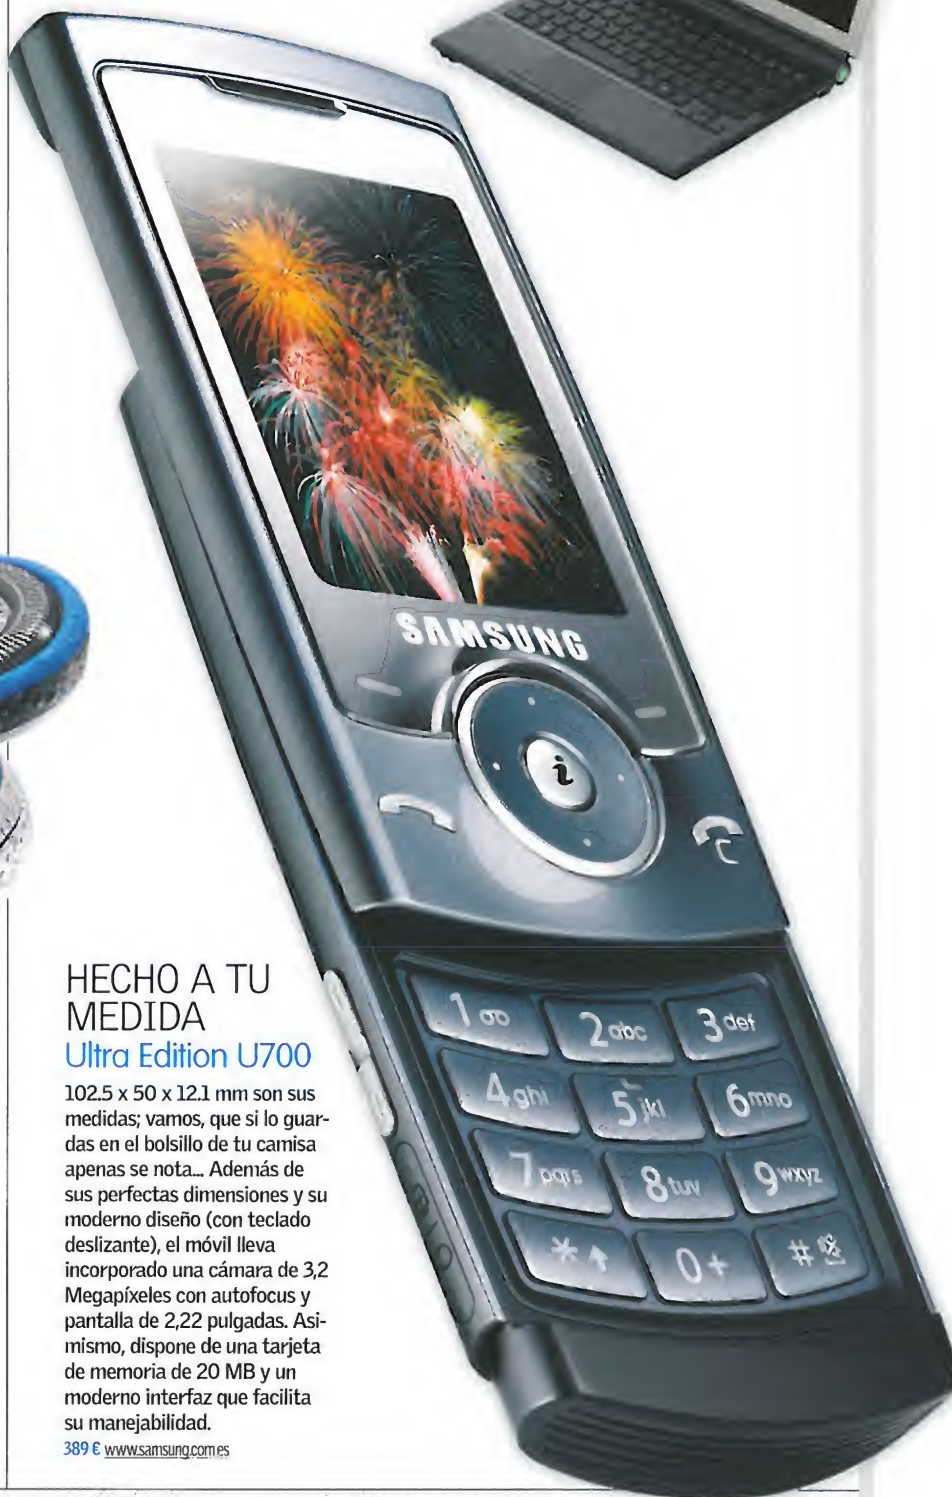 SAMSUNG
i
C
1
2 abc
3 def
4 ghi
5 jkl
6 mno
7 pqrs
8 tuv
9 wxyz
*
0 +
#
HECHO A TU
MEDIDA
Ultra Edition U700
102.5 x 50 x 12.1 mm son sus
medidas; vamos, que si lo guar-
das en el bolsillo de tu camisa
apenas se nota... Además de
sus perfectas dimensiones y su
moderno diseño (con teclado
deslizante), el móvil lleva
incorporado una cámara de 3,2
Megapíxeles con autofocus y
pantalla de 2,22 pulgadas. Asi-
mismo, dispone de una tarjeta
de memoria de 20 MB y un
moderno interfaz que facilita
su manejabilidad.
389 € www.samsung.com.es